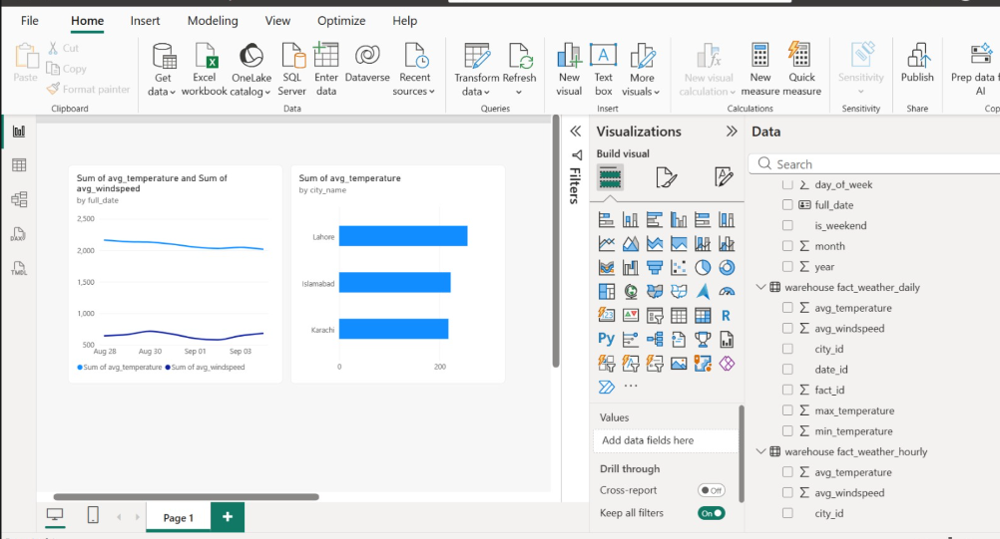 File Home Insert Modeling View Optimize Help
Paste
Cut
Copy
Format painter
Clipboard
Get data
Excel workbook
OneLake catalog
SQL Server
Enter data
Dataverse
Recent sources
Data
Transform data
Refresh
Queries
New visual
Text box
More visuals
Insert
New visual calculation
New measure
Quick measure
Calculations
Sensitivity
Sensitivity
Publish
Share
Prep data f
AI
Cop
DAX
TMDL
Sum of avg_temperature and Sum of
avg_windspeed
by full_date
2,500
2,000
1,500
1,000
500
Aug 28 Aug 30 Sep 01 Sep 03
Sum of avg_temperature Sum of avg_windspeed
Sum of avg_temperature
by city_name
Lahore
Islamabad
Karachi
0 200
Page 1
Filters
Visualizations
Build visual
123
R
Py
...
Values
Add data fields here
Drill through
Cross-report Off
Keep all filters On
Data
Search
day_of_week
full_date
is_weekend
month
year
warehouse fact_weather_daily
avg_temperature
avg_windspeed
city_id
date_id
fact_id
max_temperature
min_temperature
warehouse fact_weather_hourly
avg_temperature
avg_windspeed
city_id